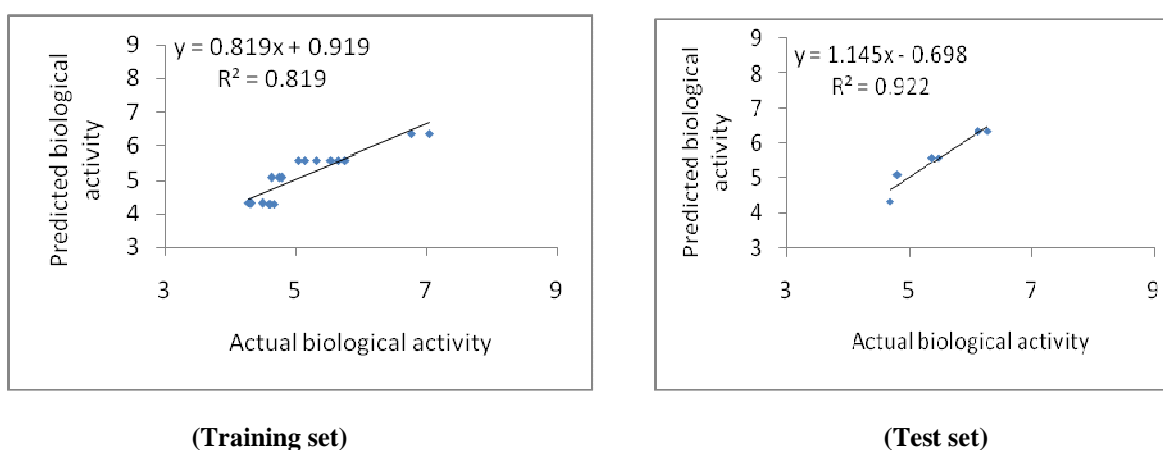 y = 0.819x + 0.919
R² = 0.819
Predicted biological
activity
9
8
7
6
5
4
3
3 5 7 9
Actual biological activity
(Training set)
y = 1.145x - 0.698
R² = 0.922
Predicted biological
activity
9
8
7
6
5
4
3
3 5 7 9
Actual biological activity
(Test set)